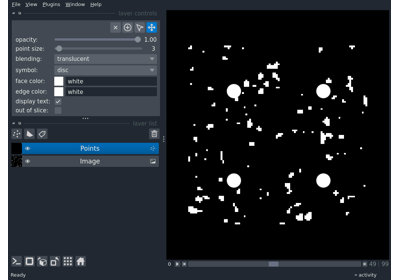 File View Plugins Window Help
layer controls
opacity: 1.00
point size: 3
blending: translucent
symbol: disc
face color: white
edge color: white
display text:
out of slice:
layer list
Points
Image
49 99
Ready activity